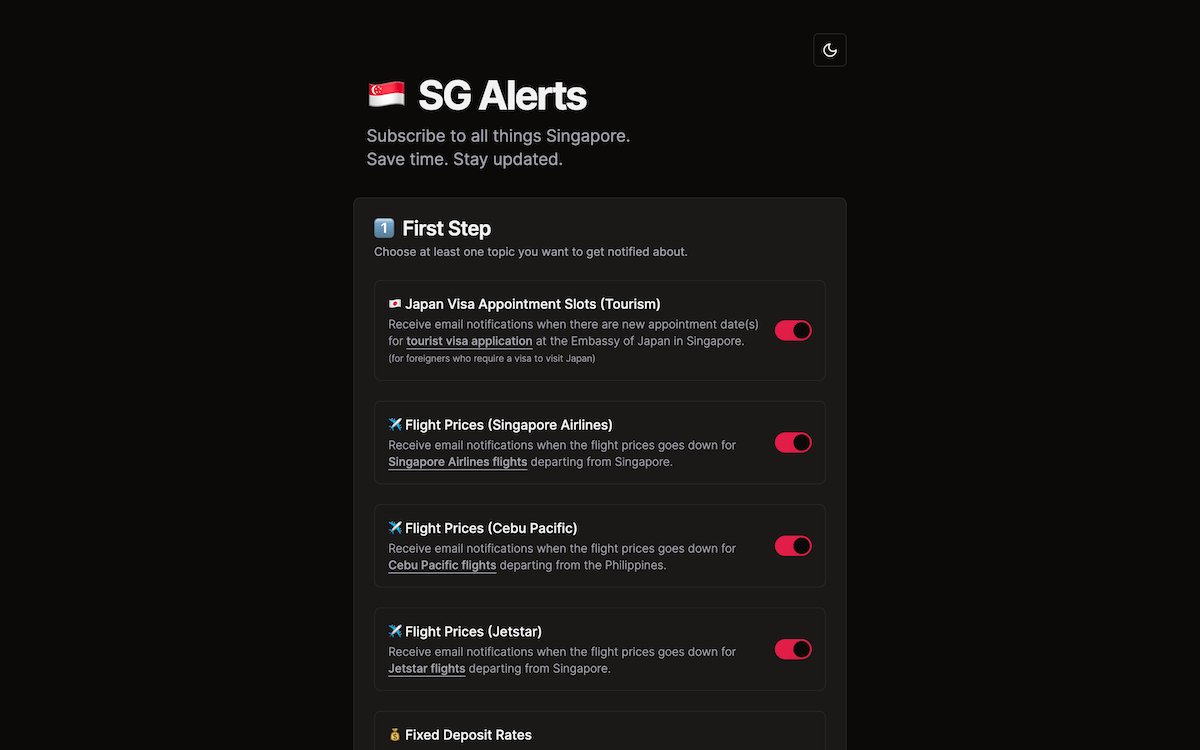 SG Alerts
Subscribe to all things Singapore.
Save time. Stay updated.
1 First Step
Choose at least one topic you want to get notified about.
Japan Visa Appointment Slots (Tourism)
Receive email notifications when there are new appointment date(s)
for tourist visa application at the Embassy of Japan in Singapore.
(for foreigners who require a visa to visit Japan)
Flight Prices (Singapore Airlines)
Receive email notifications when the flight prices goes down for
Singapore Airlines flights departing from Singapore.
Flight Prices (Cebu Pacific)
Receive email notifications when the flight prices goes down for
Cebu Pacific flights departing from the Philippines.
Flight Prices (Jetstar)
Receive email notifications when the flight prices goes down for
Jetstar flights departing from Singapore.
Fixed Deposit Rates